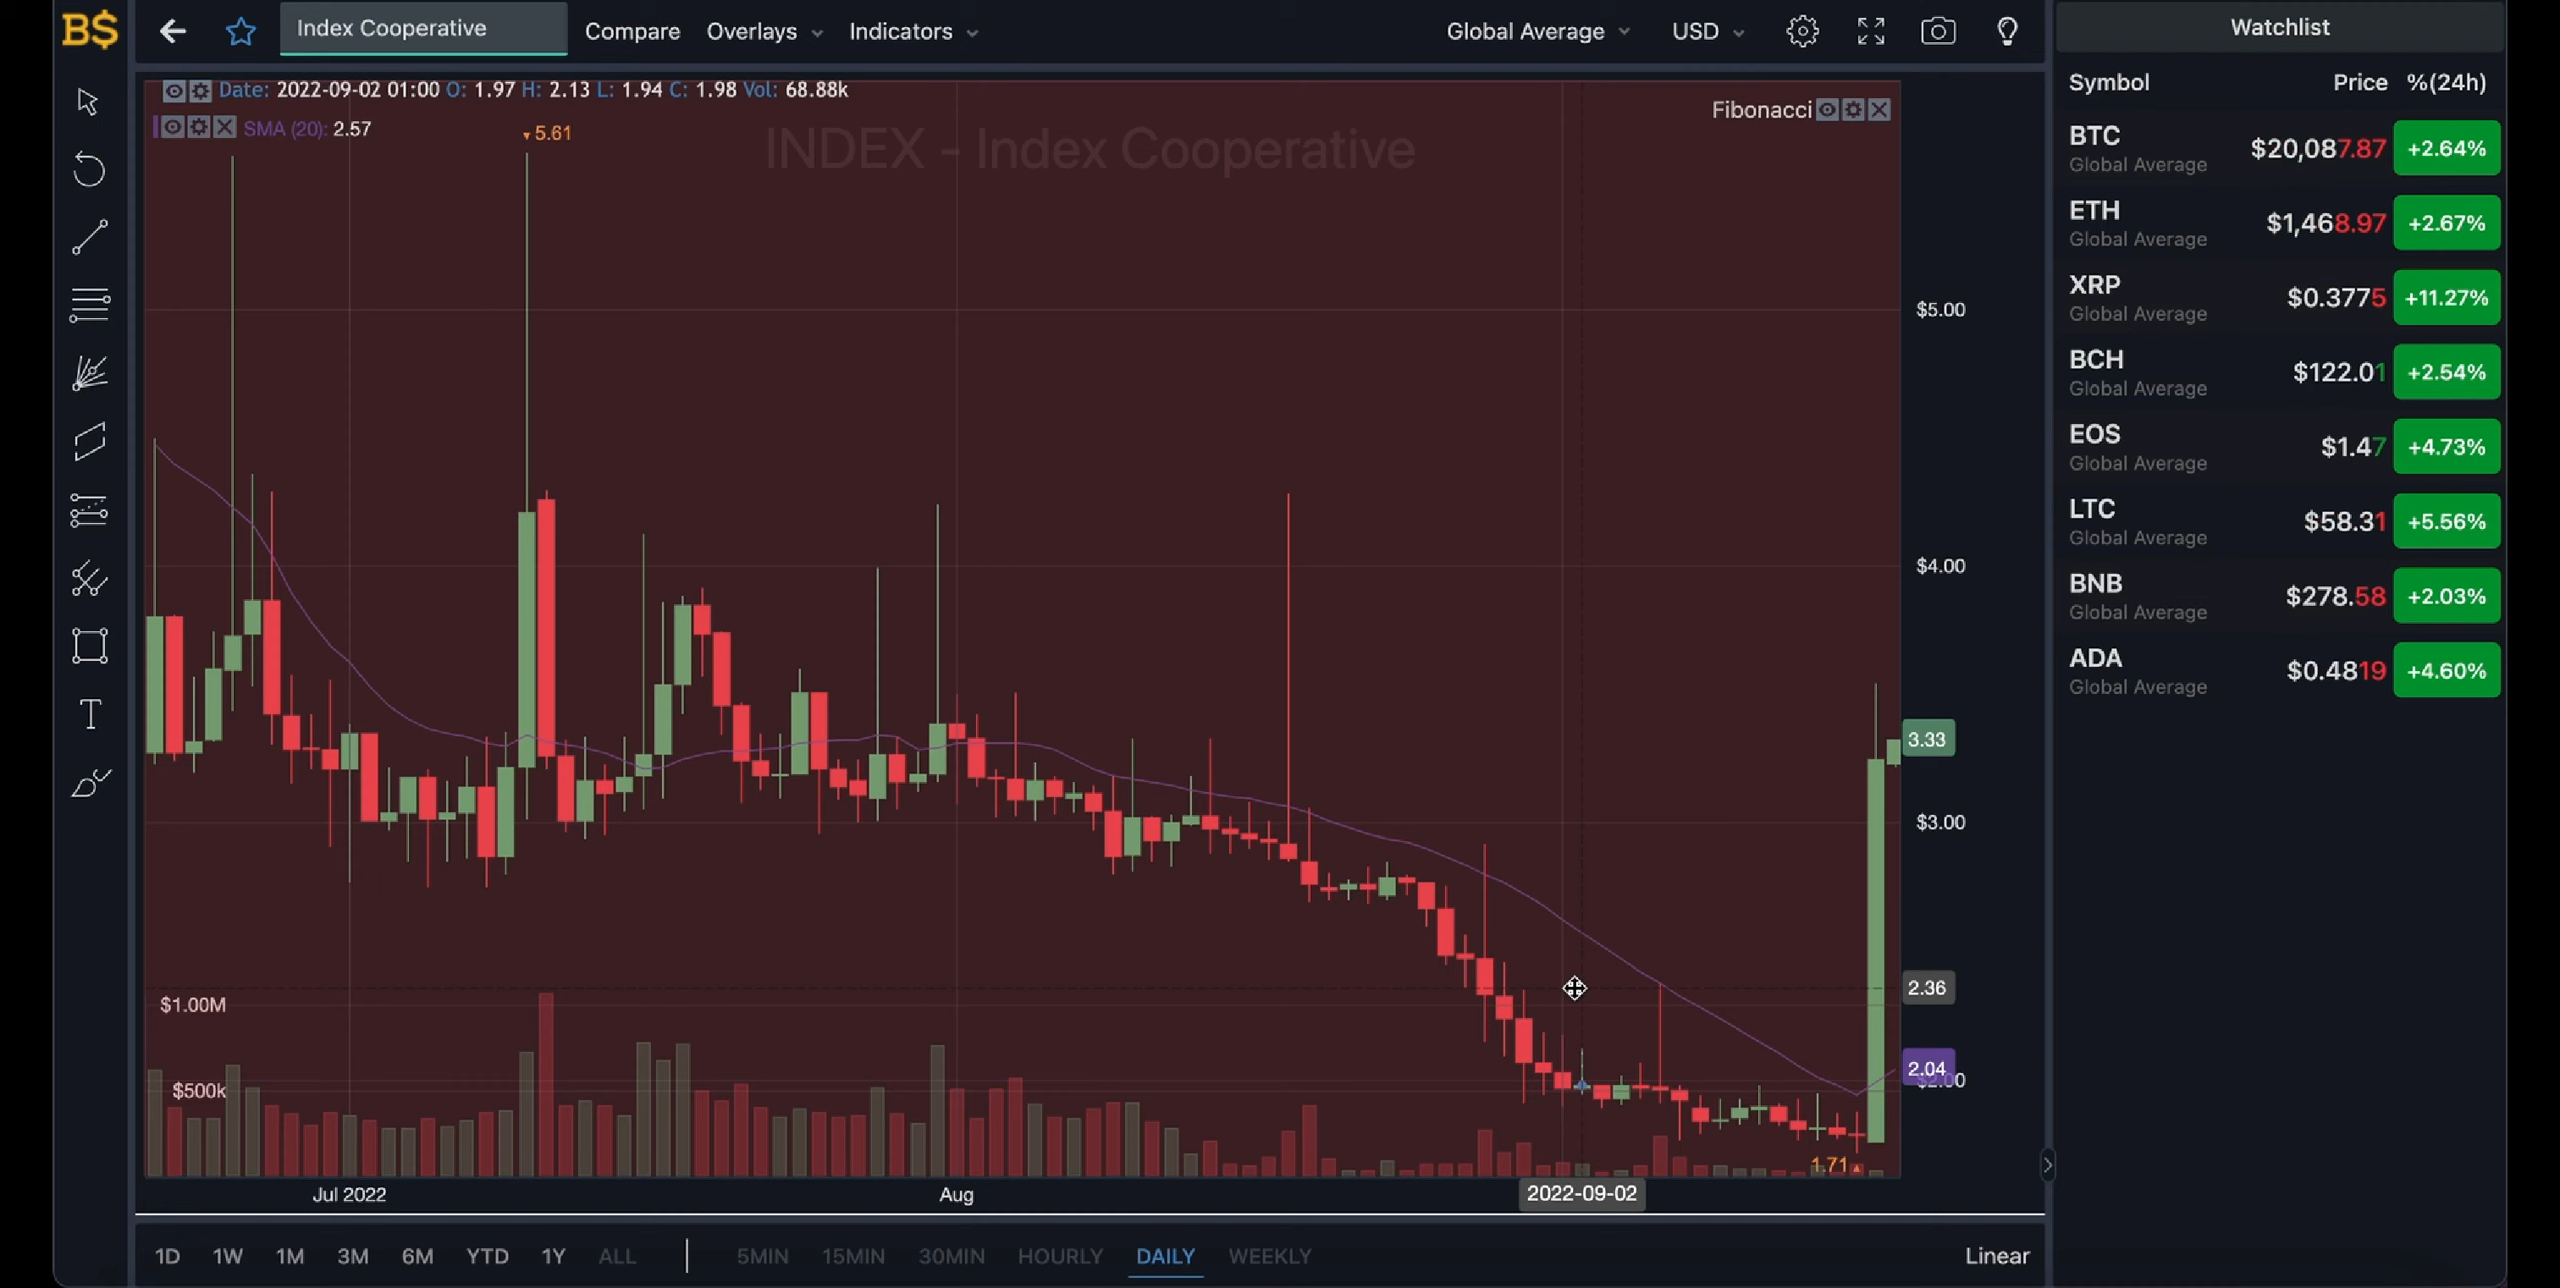 B$
Index Cooperative
Compare
Overlays
Indicators
Global Average
USD
Watchlist
Date: 2022-09-02 01:00 O: 1.97 H: 2.13 L: 1.94 C: 1.98 Vol: 68.88k
SMA (20): 2.57
Fibonacci
INDEX - Index Cooperative
5.61
$5.00
$4.00
3.33
$3.00
2.36
2.04
$2.00
$1.00M
$500k
1.71
Jul 2022
Aug
2022-09-02
1D 1W 1M 3M 6M YTD 1Y ALL
5MIN 15MIN 30MIN HOURLY DAILY WEEKLY
Linear
Symbol Price %(24h)
BTC $20,087.87 +2.64%
Global Average
ETH $1,468.97 +2.67%
Global Average
XRP $0.3775 +11.27%
Global Average
BCH $122.01 +2.54%
Global Average
EOS $1.47 +4.73%
Global Average
LTC $58.31 +5.56%
Global Average
BNB $278.58 +2.03%
Global Average
ADA $0.4819 +4.60%
Global Average